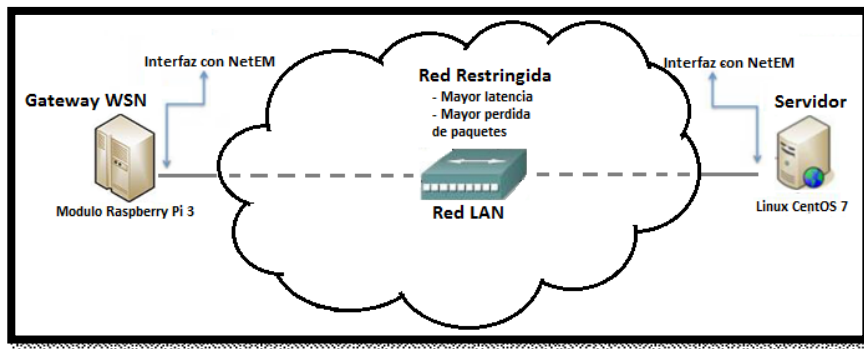 Interfaz con NetEM
Gateway WSN
Modulo Raspberry Pi 3
Red Restringida
- Mayor latencia
- Mayor perdida
de paquetes
Red LAN
Interfaz con NetEM
Servidor
Linux CentOS 7